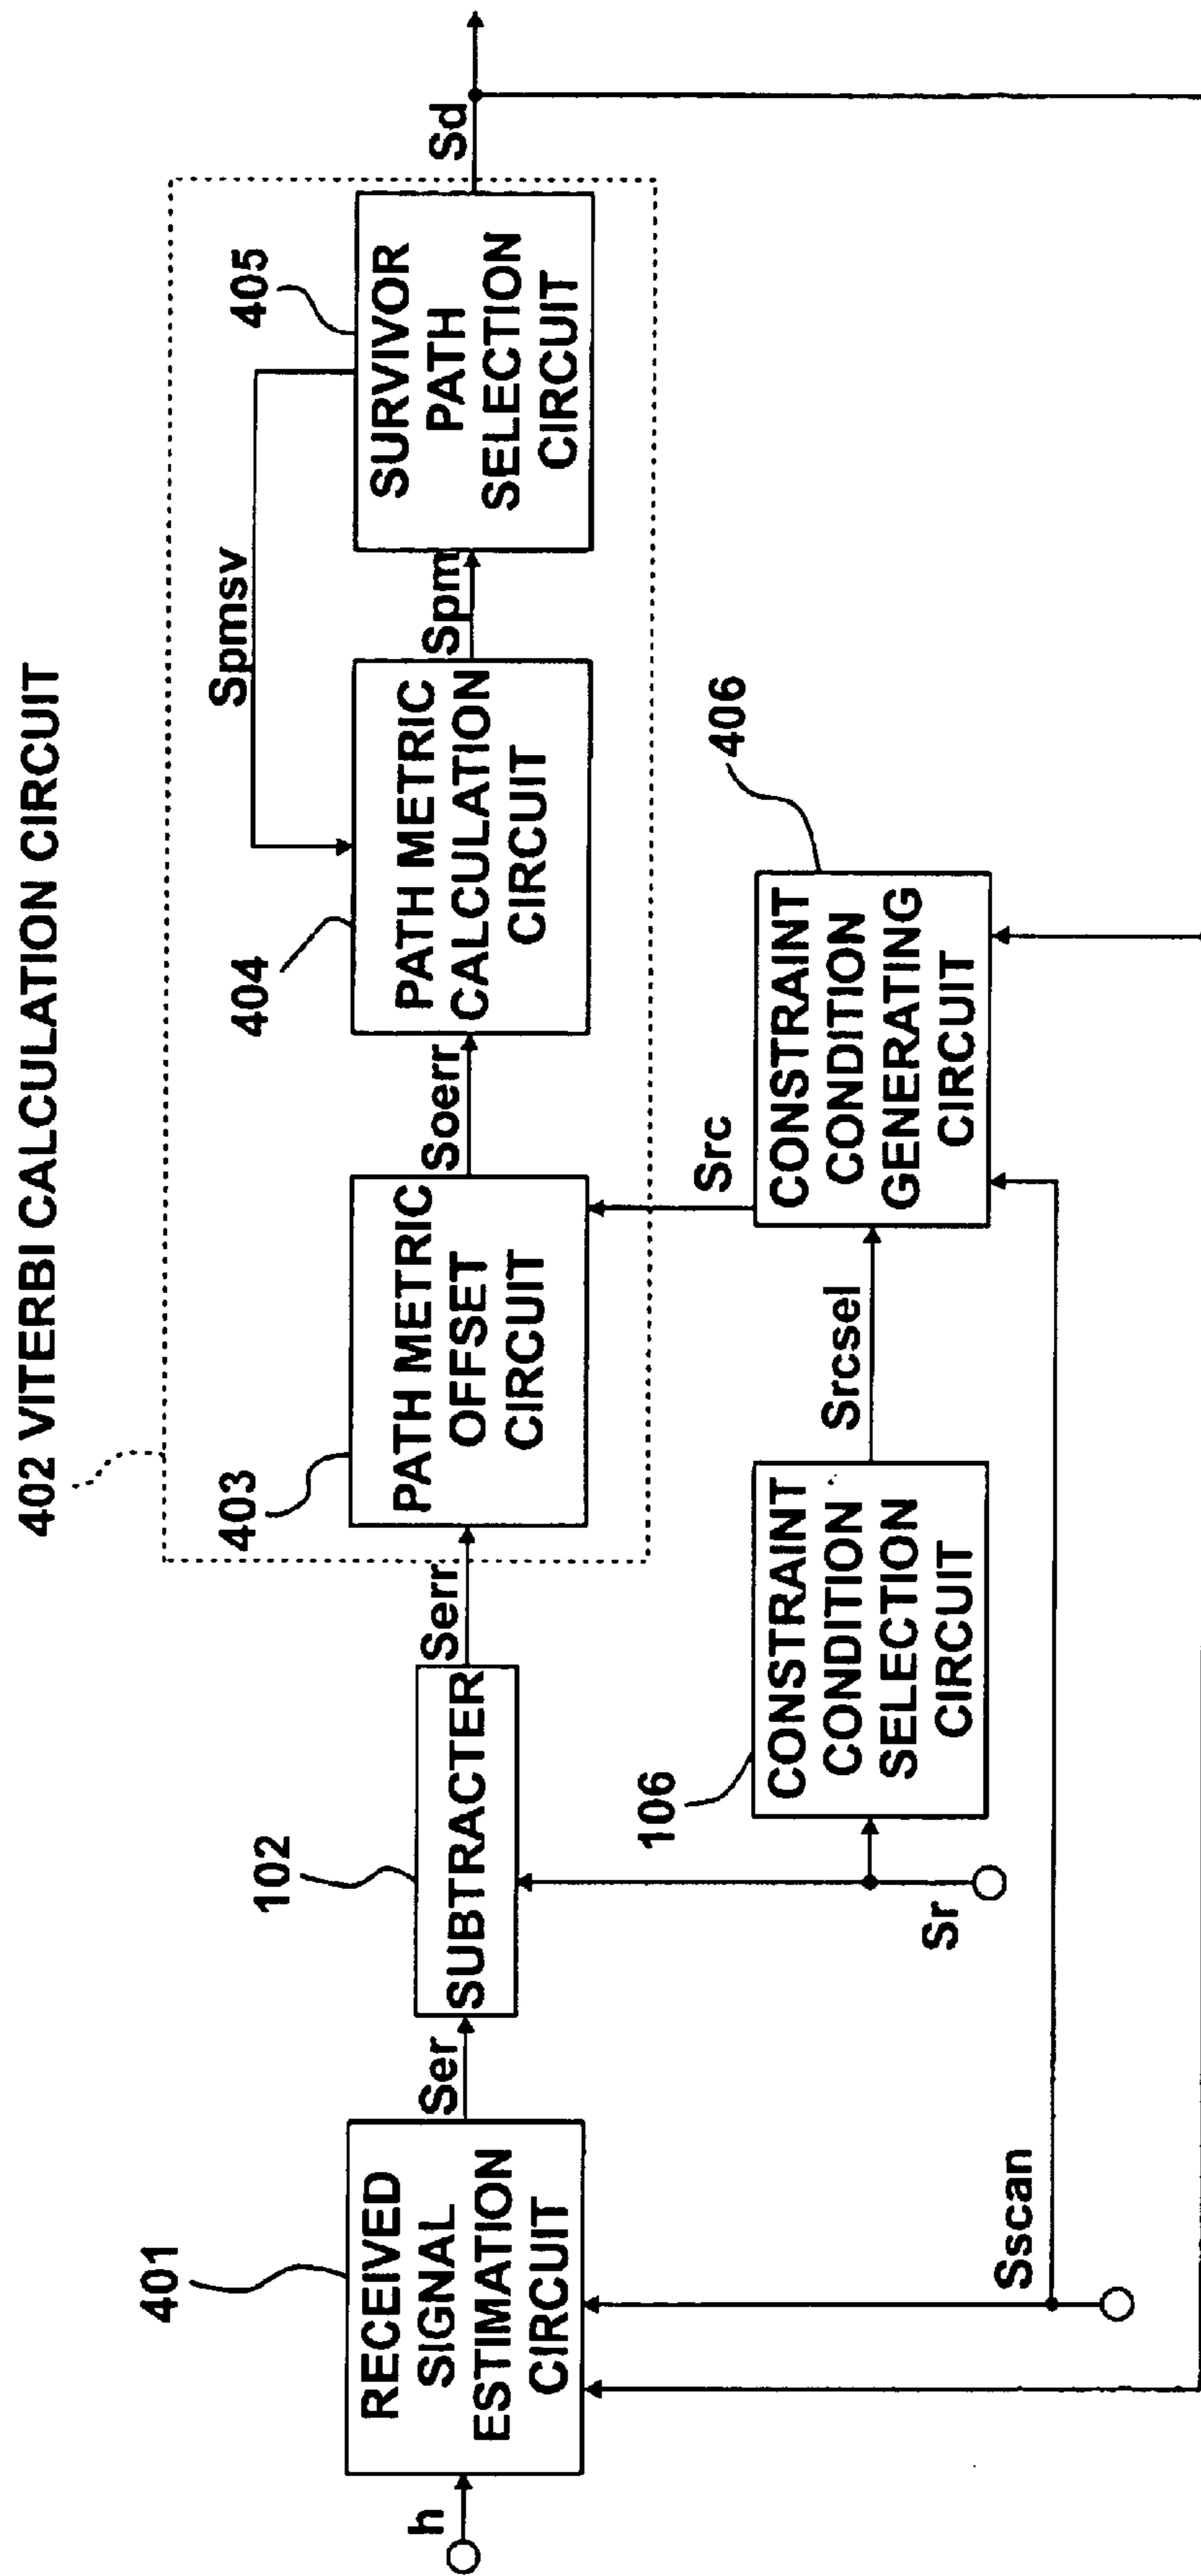 402 VITERBI CALCULATION CIRCUIT
h
401
RECEIVED
SIGNAL
ESTIMATION
CIRCUIT
Ser
102
SUBTRACTER
Serr
403
PATH METRIC
OFFSET
CIRCUIT
Soerr
404
PATH METRIC
CALCULATION
CIRCUIT
Spmsv
Spm
405
SURVIVOR
PATH
SELECTION
CIRCUIT
Sd
Sscan
Sr
106
CONSTRAINT
CONDITION
SELECTION
CIRCUIT
Srcsel
Src
406
CONSTRAINT
CONDITION
GENERATING
CIRCUIT